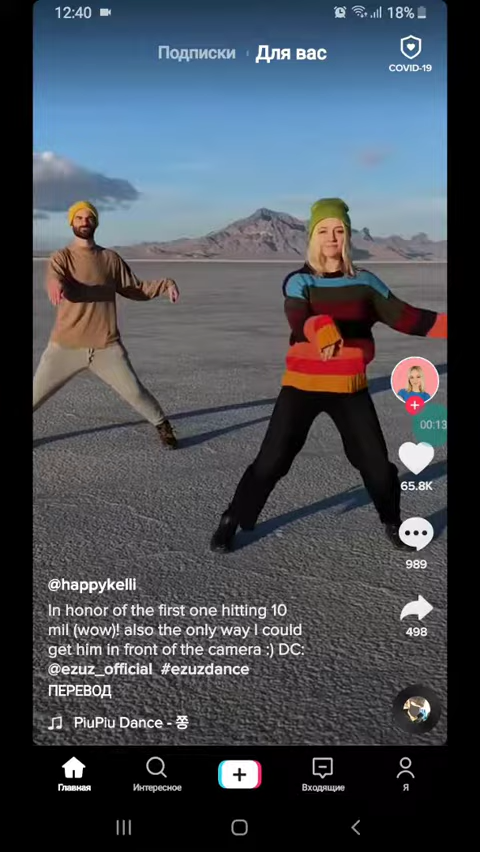 12:40
18%
Подписки
Для вас
COVID-19
00:13
65.8K
989
498
@happykelli
In honor of the first one hitting 10
mil (wow)! also the only way I could
get him in front of the camera :) DC:
@ezuz_official #ezuzdance
ПЕРЕВОД
PiuPiu Dance - 쫑
Главная
Интересное
Входящие
Я